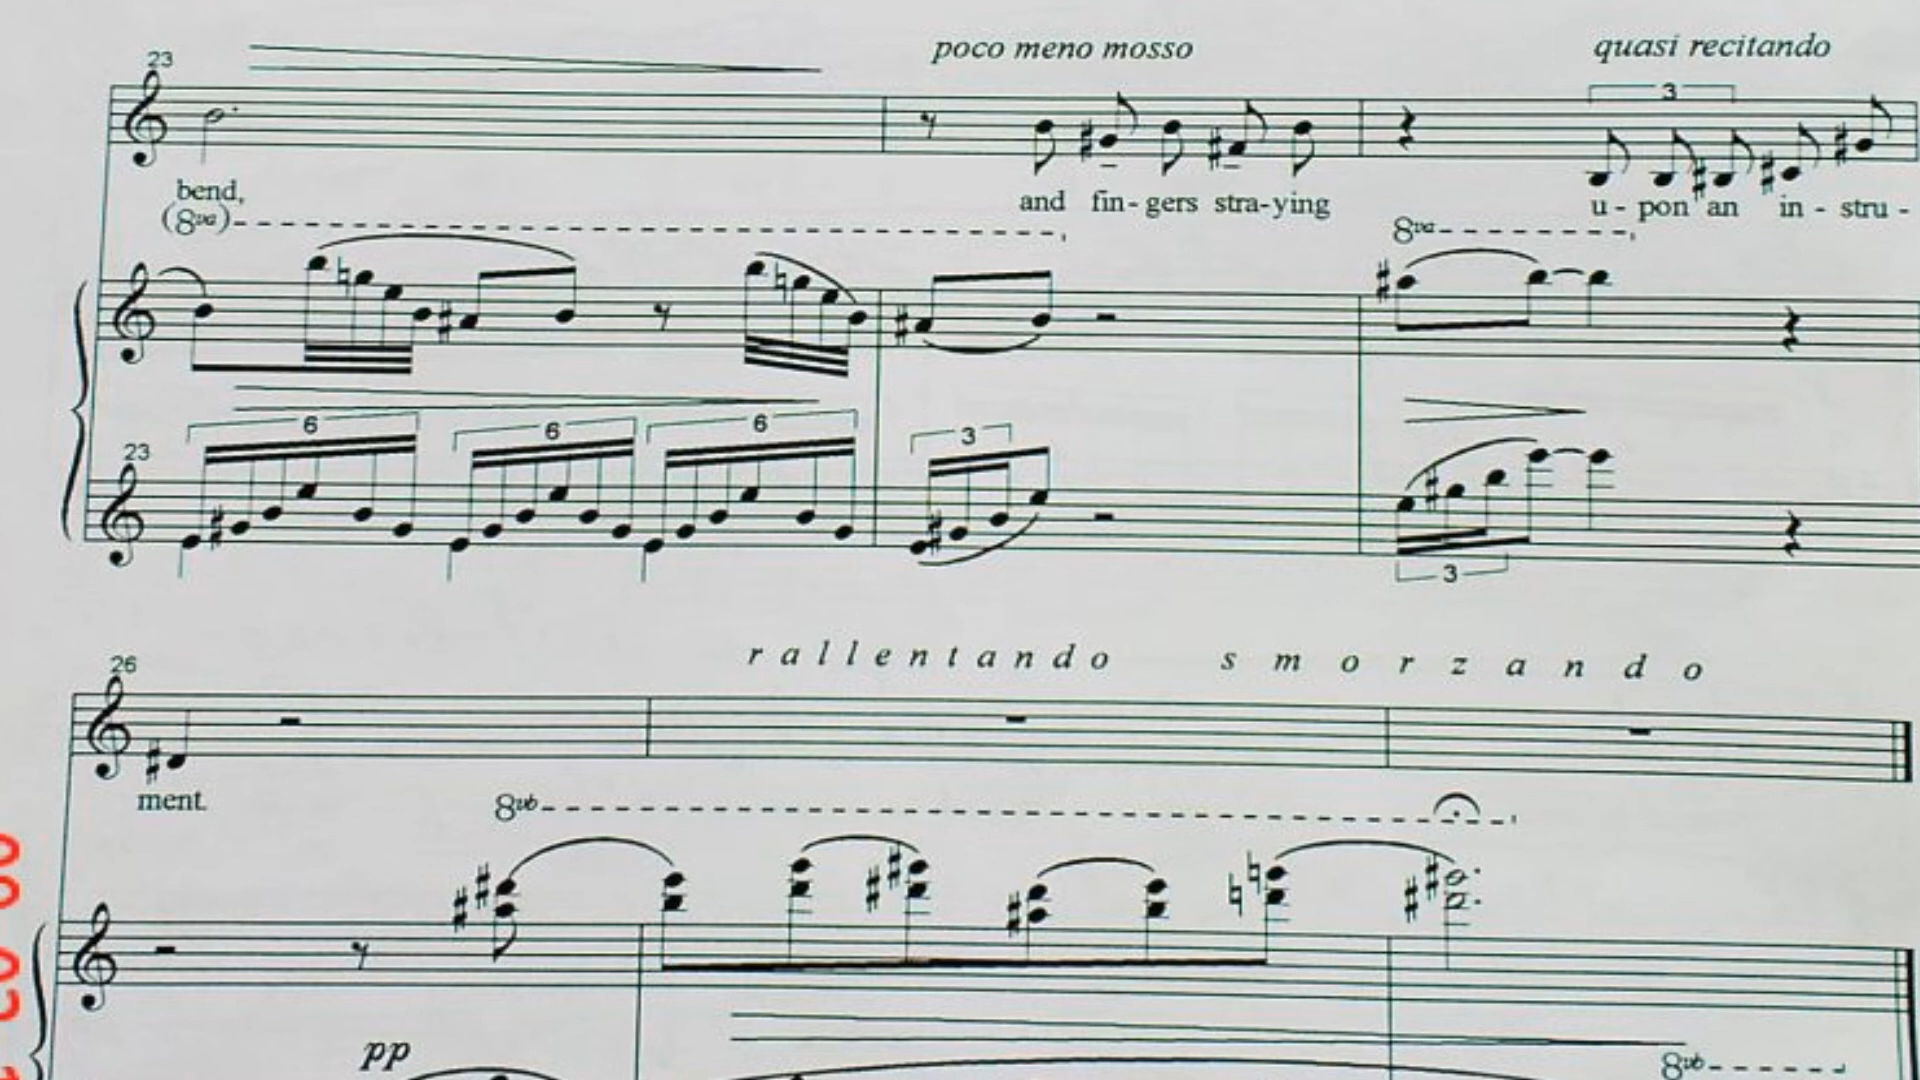 23 poco meno mosso quasi recitando
3
bend, and fin-gers stra-ying u-pon an in-stru-
(8va) 8va
6 6 6 3
23
3
26 rallentando smorzando
ment. 8vb
pp
8vb